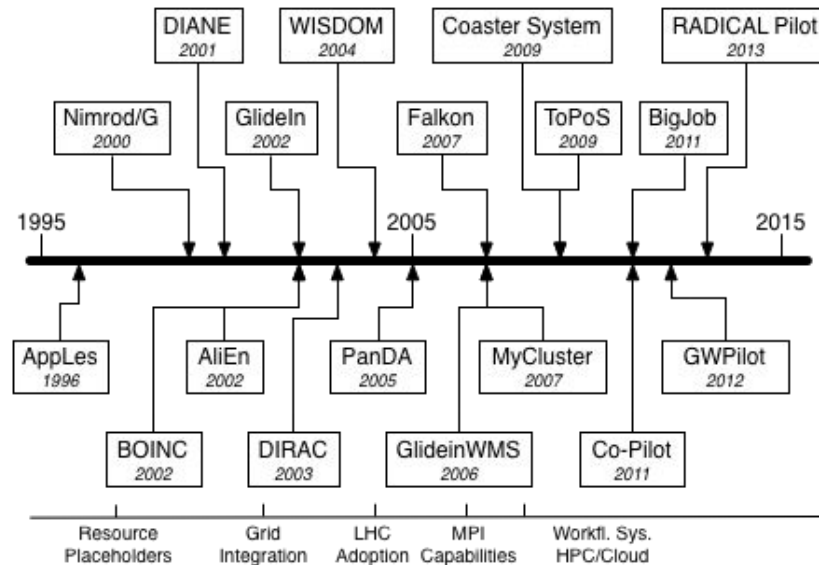 DIANE
2001
WISDOM
2004
Coaster System
2009
RADICAL Pilot
2013
Nimrod/G
2000
GlideIn
2002
Falkon
2007
ToPoS
2009
BigJob
2011
1995
2005
2015
AppLes
1996
AliEn
2002
PanDA
2005
MyCluster
2007
GWPilot
2012
BOINC
2002
DIRAC
2003
GlideinWMS
2006
Co-Pilot
2011
Resource
Placeholders
Grid
Integration
LHC
Adoption
MPI
Capabilities
Workfl. Sys.
HPC/Cloud